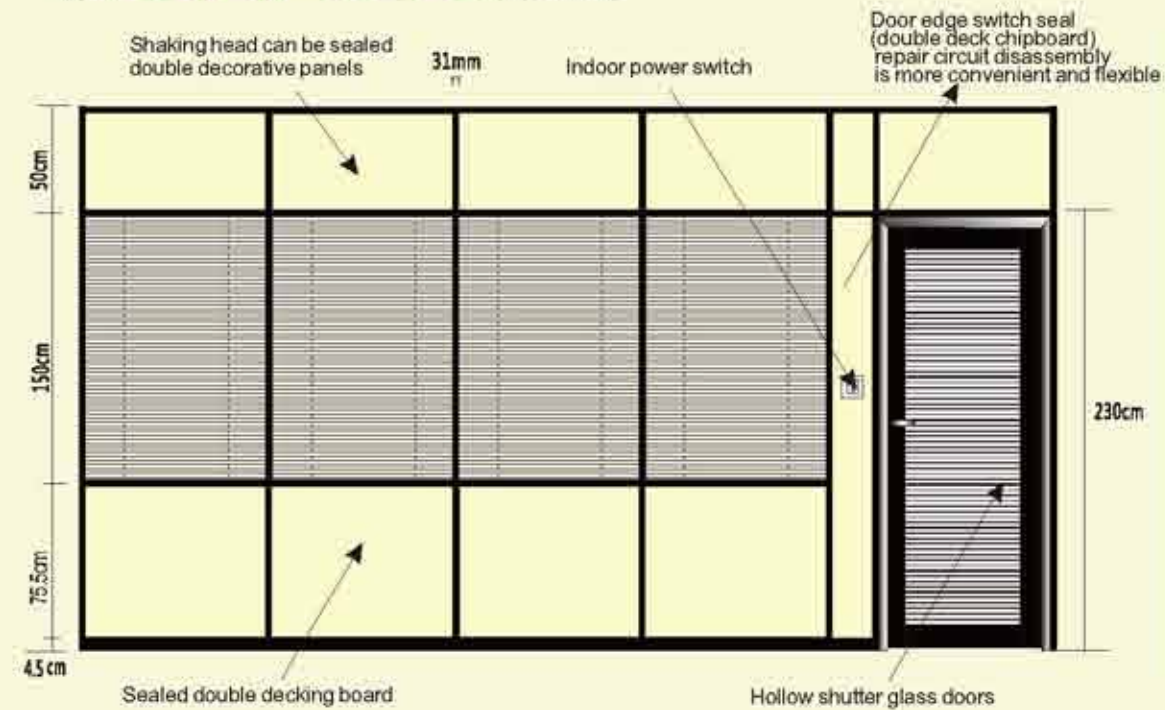 Door edge switch seal
(double deck chipboard)
repair circuit disassembly
is more convenient and flexible
Shaking head can be sealed
double decorative panels
31mm
Indoor power switch
50cm
150cm
230cm
75.5cm
4.5 cm
Sealed double decking board
Hollow shutter glass doors